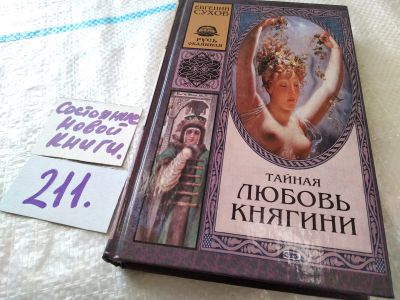 Состояние
новой
книги.
211.
ЕВГЕНИЙ
СУХОВ
РУСЬ
ОКАЯННАЯ
ТАЙНАЯ
ЛЮБОВЬ
КНЯГИНИ